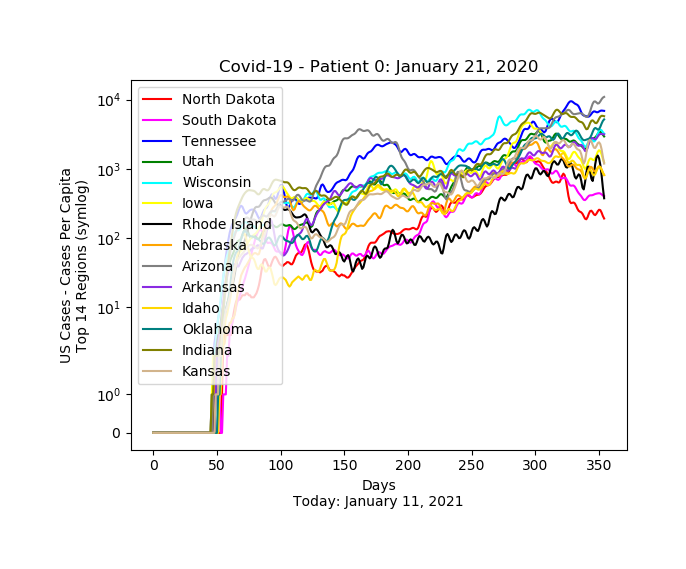 Covid-19 - Patient 0: January 21, 2020
US Cases - Cases Per Capita
Top 14 Regions (symlog)
10^4
10^3
10^2
10^1
10^0
0
North Dakota
South Dakota
Tennessee
Utah
Wisconsin
Iowa
Rhode Island
Nebraska
Arizona
Arkansas
Idaho
Oklahoma
Indiana
Kansas
0 50 100 150 200 250 300 350
Days
Today: January 11, 2021